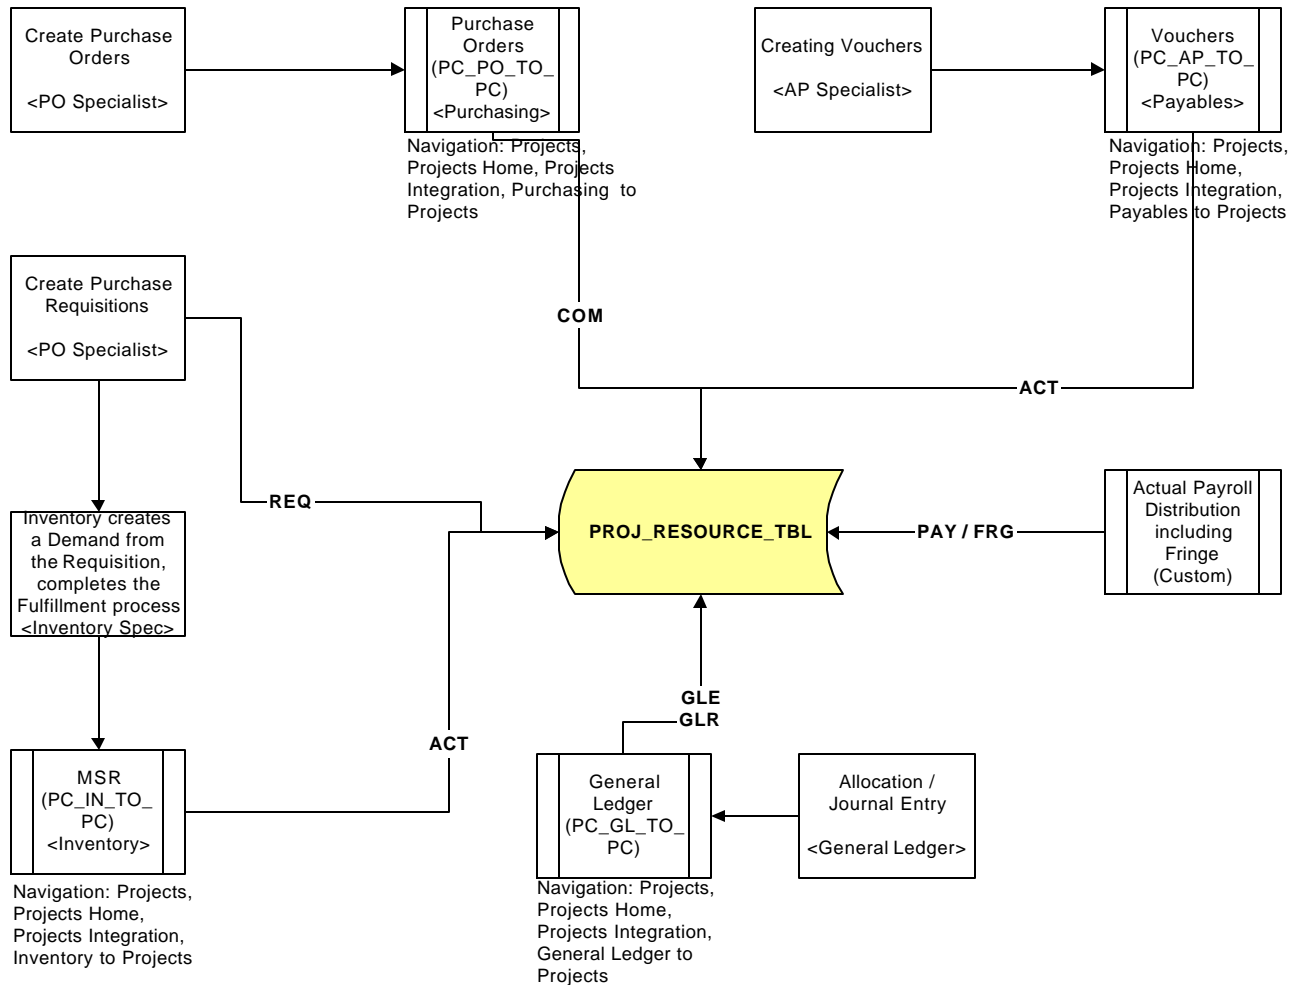 Create Purchase
Orders
<PO Specialist>
Purchase
Orders
(PC_PO_TO_
PC)
<Purchasing>
Navigation: Projects,
Projects Home, Projects
Integration, Purchasing to
Projects
Creating Vouchers
<AP Specialist>
Vouchers
(PC_AP_TO_
PC)
<Payables>
Navigation: Projects,
Projects Home,
Projects Integration,
Payables to Projects
Create Purchase
Requisitions
<PO Specialist>
COM
ACT
REQ
Inventory creates
a Demand from
the Requisition,
completes the
Fulfillment process
<Inventory Spec>
PROJ_RESOURCE_TBL
PAY / FRG
Actual Payroll
Distribution
including
Fringe
(Custom)
GLE
GLR
ACT
MSR
(PC_IN_TO_
PC)
<Inventory>
Navigation: Projects,
Projects Home,
Projects Integration,
Inventory to Projects
General
Ledger
(PC_GL_TO_
PC)
Navigation: Projects,
Projects Home,
Projects Integration,
General Ledger to
Projects
Allocation /
Journal Entry
<General Ledger>